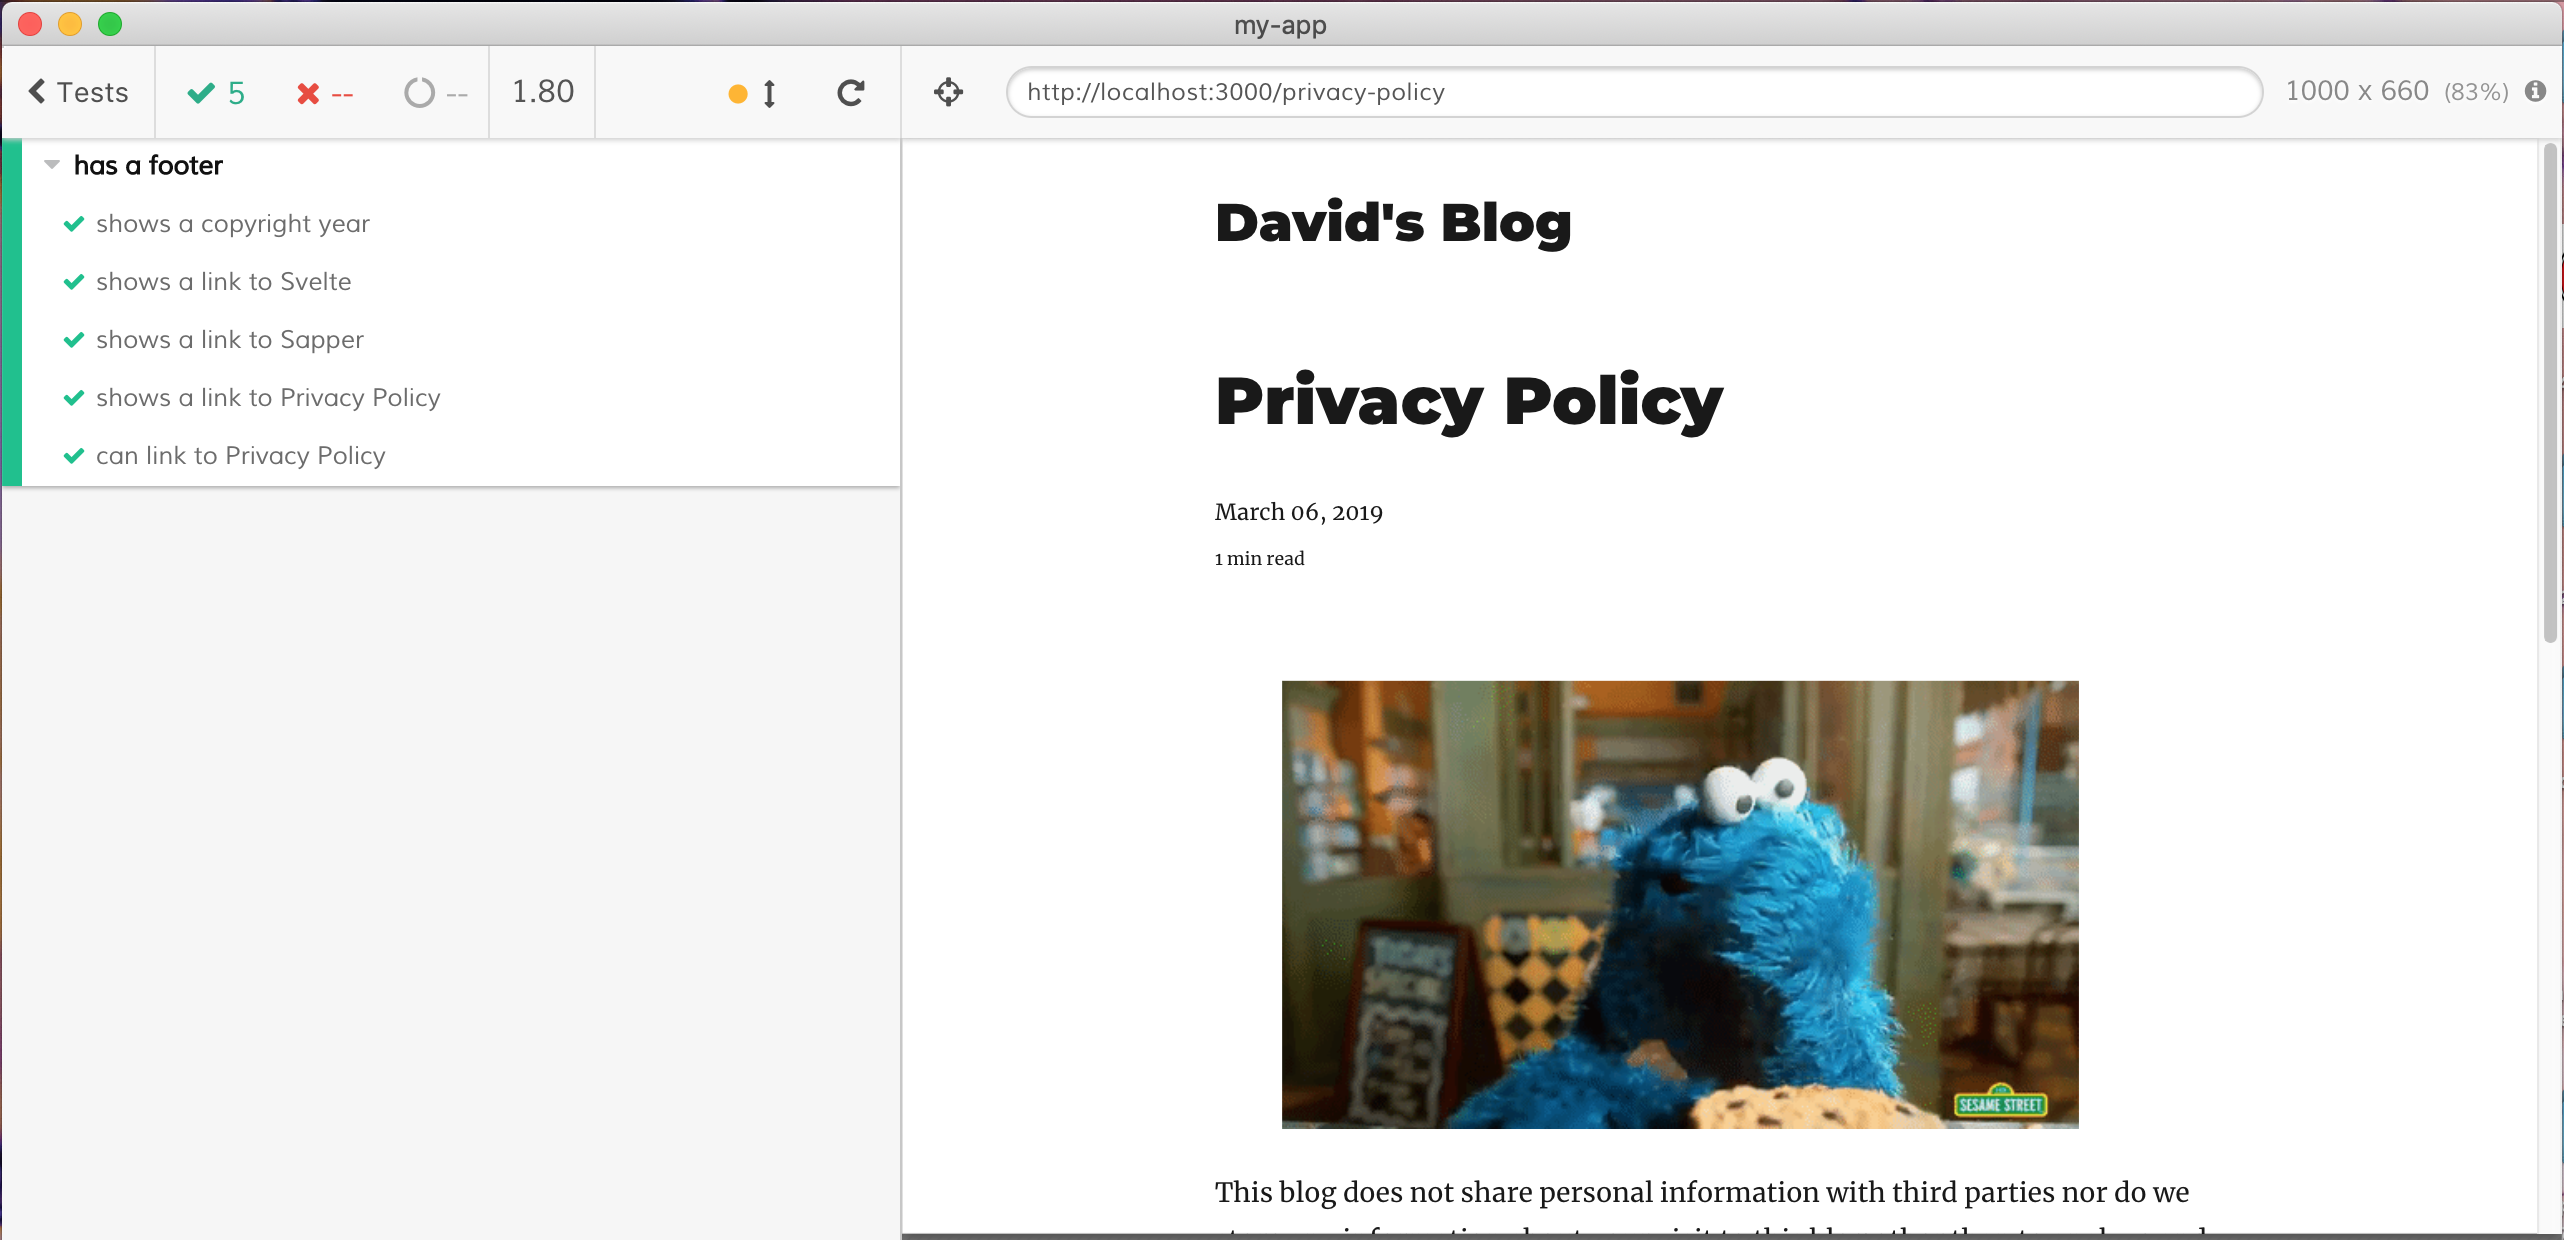 my-app
Tests
5
--
--
1.80
http://localhost:3000/privacy-policy
1000 x 660 (83%)
has a footer
shows a copyright year
shows a link to Svelte
shows a link to Sapper
shows a link to Privacy Policy
can link to Privacy Policy
David's Blog
Privacy Policy
March 06, 2019
1 min read
SESAME STREET
This blog does not share personal information with third parties nor do we